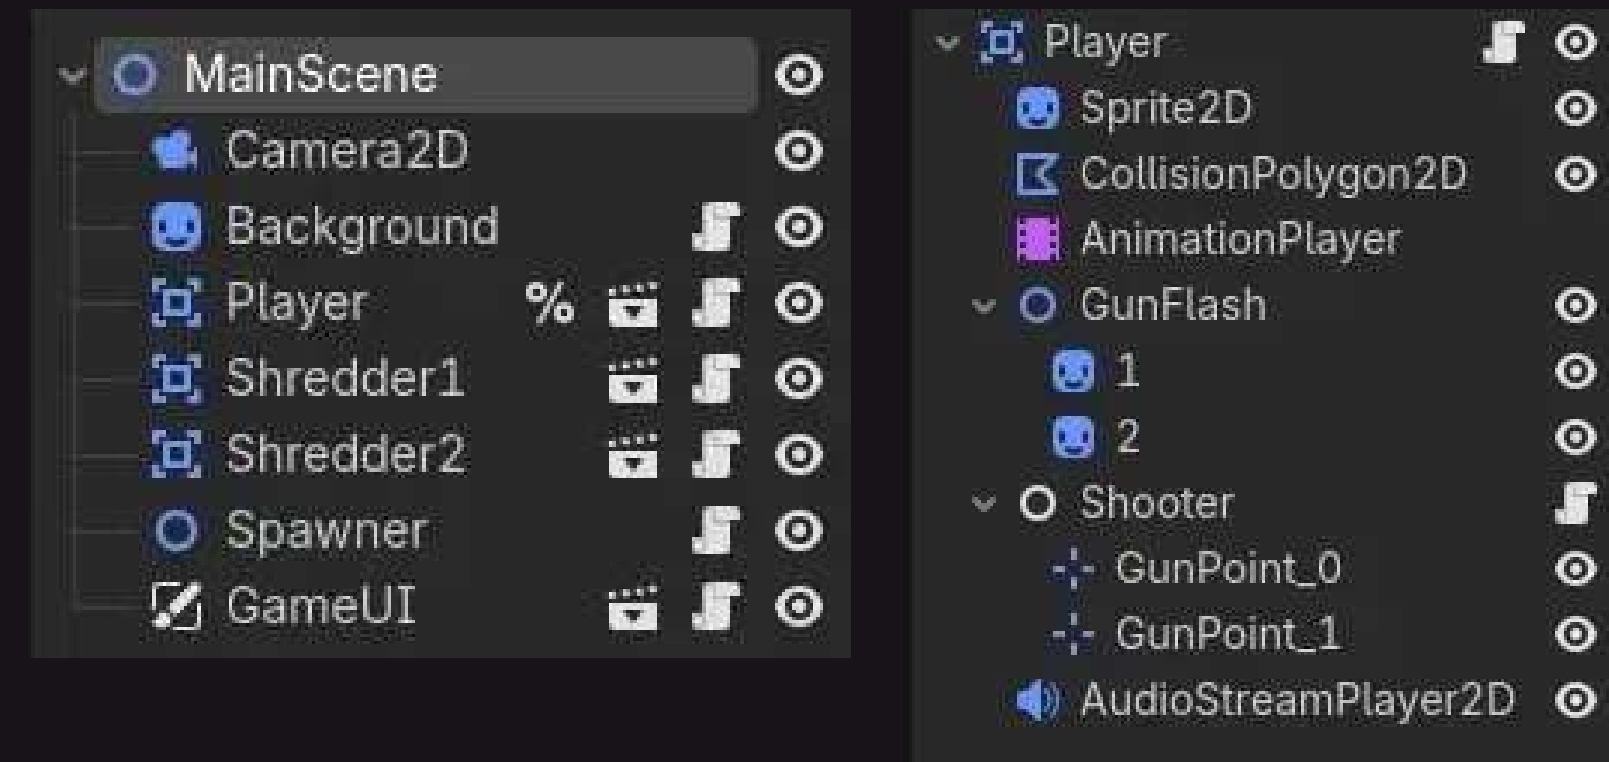 MainScene
Camera2D
Background
Player %
Shredder1
Shredder2
Spawner
GameUI
Player
Sprite2D
CollisionPolygon2D
AnimationPlayer
GunFlash
1
2
Shooter
GunPoint_0
GunPoint_1
AudioStreamPlayer2D